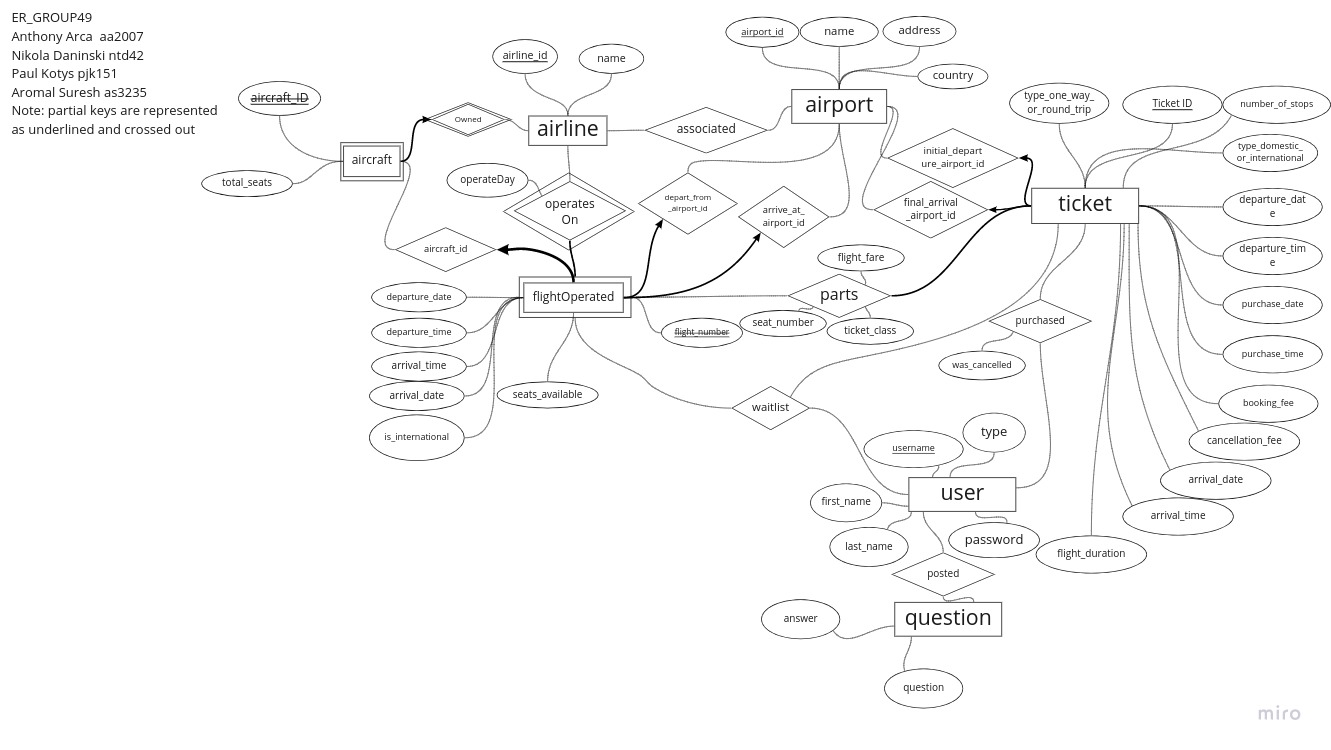 ER_GROUP49
Anthony Arca  aa2007
Nikola Daninski ntd42
Paul Kotys pjk151
Aromal Suresh as3235
Note: partial keys are represented
as underlined and crossed out
aircraft_ID
total_seats
aircraft
Owned
airline_id
name
airline
associated
airport_id
name
address
country
airport
operateDay
operates
On
depart_from
_airport_id
arrive_at_
airport_id
initial_depart
ure_airport_id
final_arrival
_airport_id
type_one_way_
or_round_trip
Ticket ID
number_of_stops
type_domestic_
or_international
ticket
departure_dat
e
departure_tim
e
purchase_date
purchase_time
booking_fee
cancellation_fee
arrival_date
arrival_time
flight_duration
aircraft_id
flightOperated
departure_date
departure_time
arrival_time
arrival_date
is_international
seats_available
flight_number
flight_fare
parts
seat_number
ticket_class
purchased
was_cancelled
waitlist
username
type
user
first_name
last_name
password
posted
question
answer
question
miro